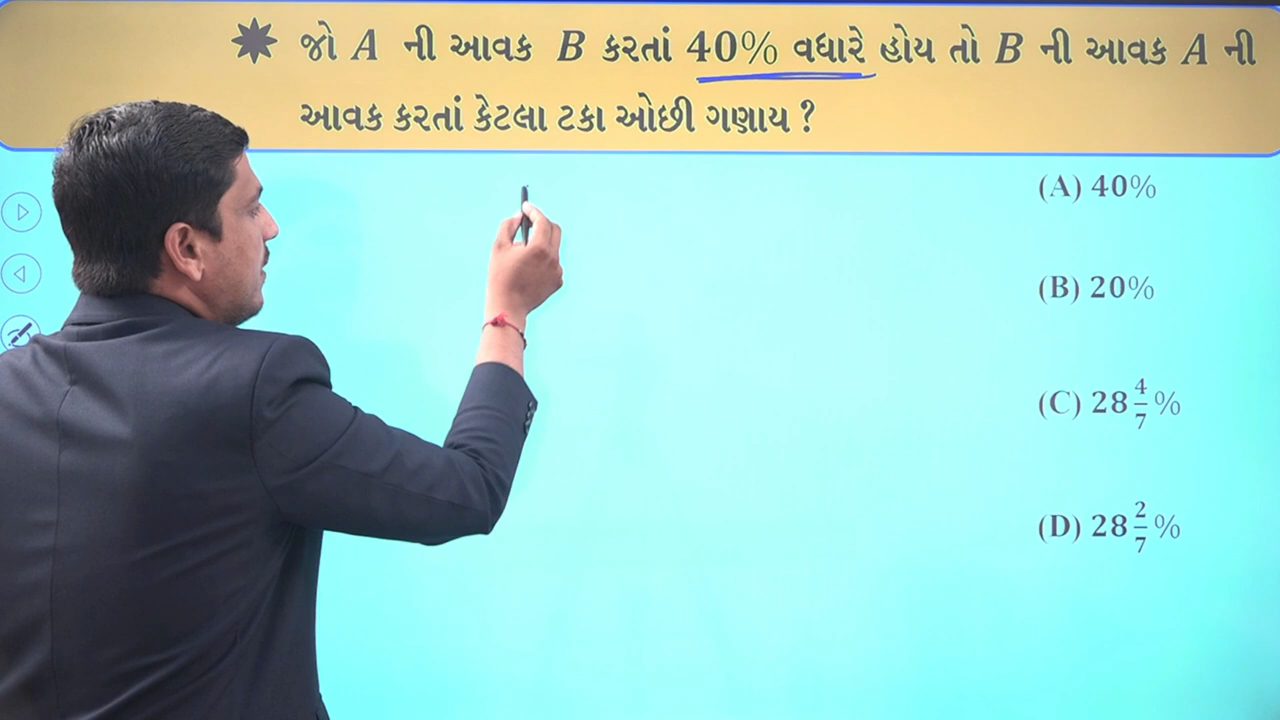 જો A ની આવક B કરતાં 40% વધારે હોય તો B ની આવક A ની
આવક કરતાં કેટલા ટકા ઓછી ગણાય ?
(A) 40%
(B) 20%
(C) 28 4/7 %
(D) 28 2/7 %